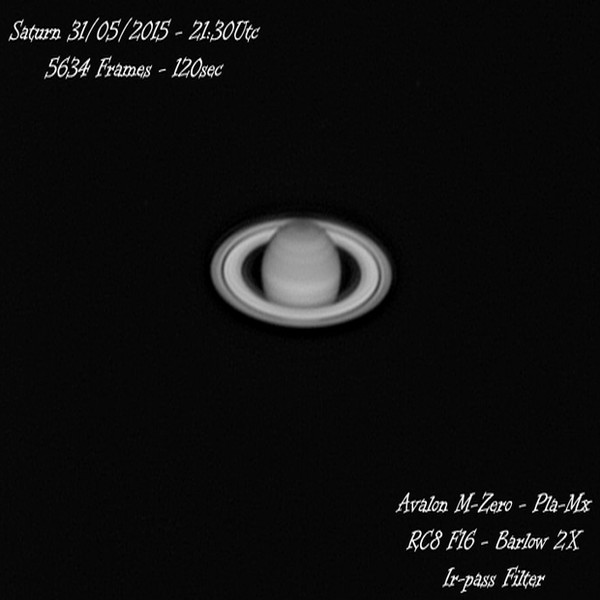 Saturn 31/05/2015 - 21:30Utc
5634 Frames - 120sec
Avalon M-Zero - Pla-Mx
RC8 F16 - Barlow 2X
Ir-pass Filter